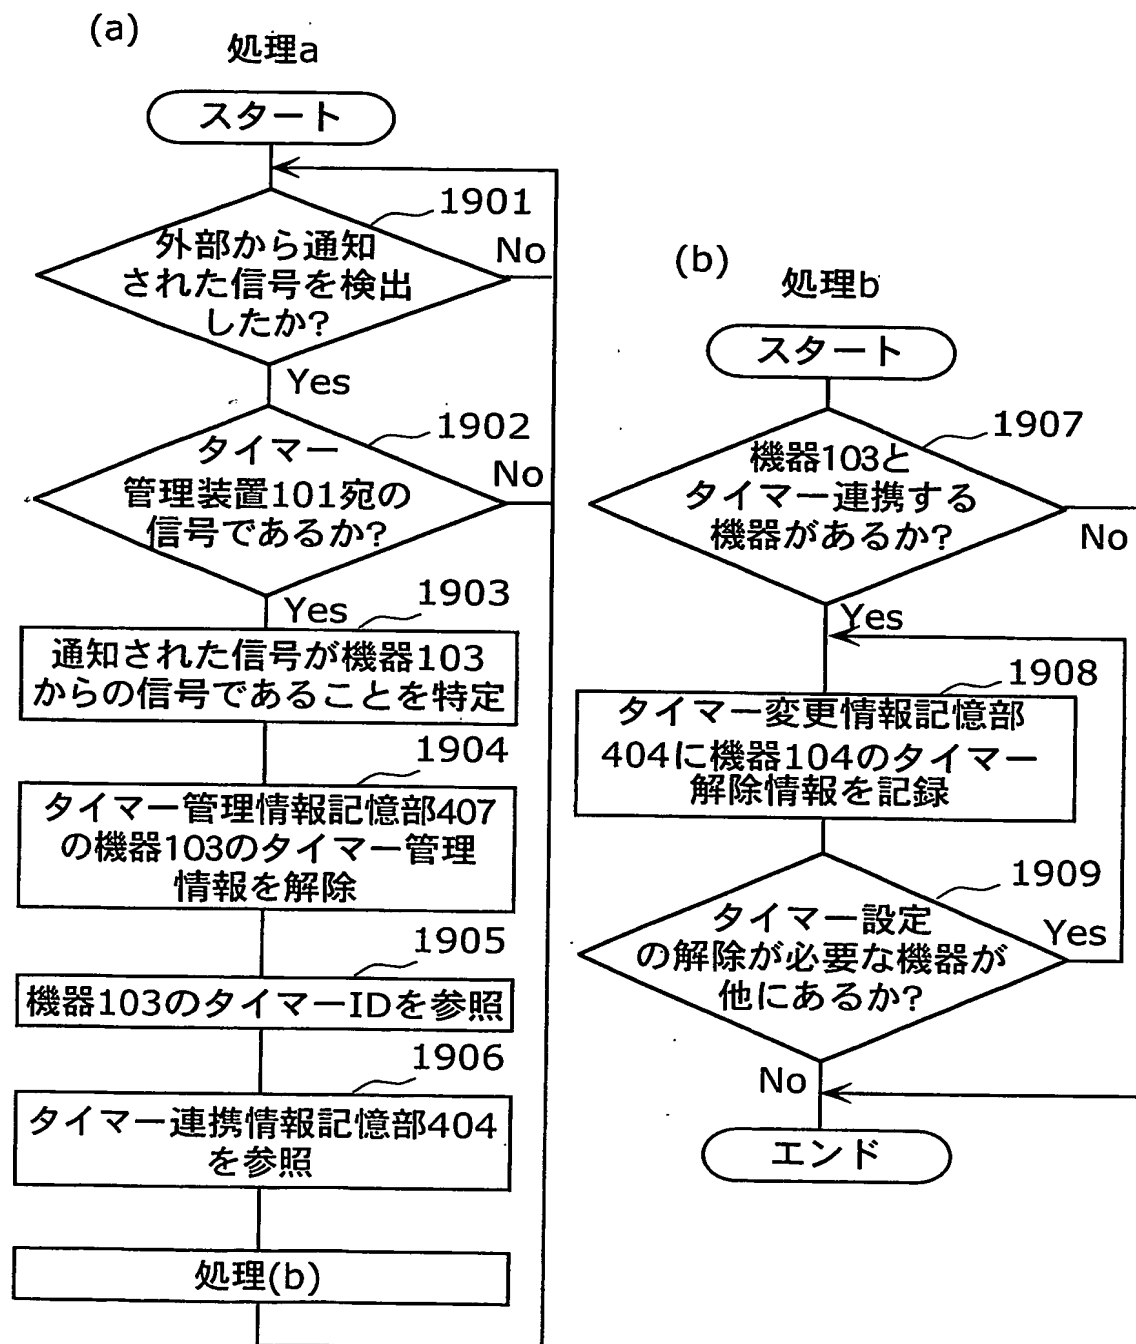 (a)
処理a
スタート
1901
外部から通知
された信号を検出
したか?
No
Yes
1902
タイマー
管理装置101宛の
信号であるか?
No
Yes
1903
通知された信号が機器103
からの信号であることを特定
1904
タイマー管理情報記憶部407
の機器103のタイマー管理
情報を解除
1905
機器103のタイマーIDを参照
1906
タイマー連携情報記憶部404
を参照
処理(b)
(b)
処理b
スタート
1907
機器103と
タイマー連携する
機器があるか?
No
Yes
1908
タイマー変更情報記憶部
404に機器104のタイマー
解除情報を記録
1909
タイマー設定
の解除が必要な機器が
他にあるか?
Yes
No
エンド